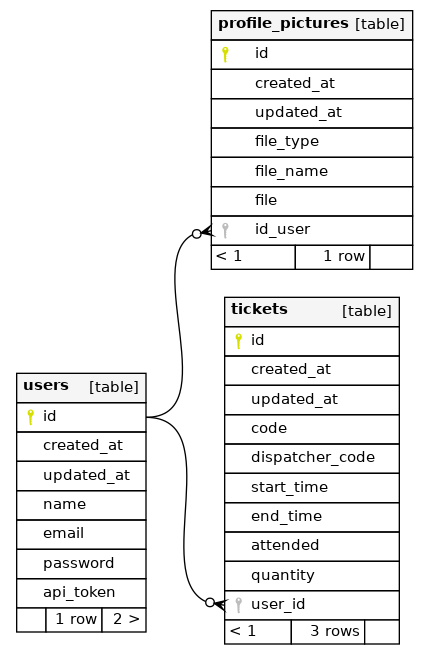 profile_pictures [table]
id
created_at
updated_at
file_type
file_name
file
id_user
< 1 1 row
tickets [table]
id
created_at
updated_at
code
dispatcher_code
start_time
end_time
attended
quantity
user_id
< 1 3 rows
users [table]
id
created_at
updated_at
name
email
password
api_token
1 row 2 >